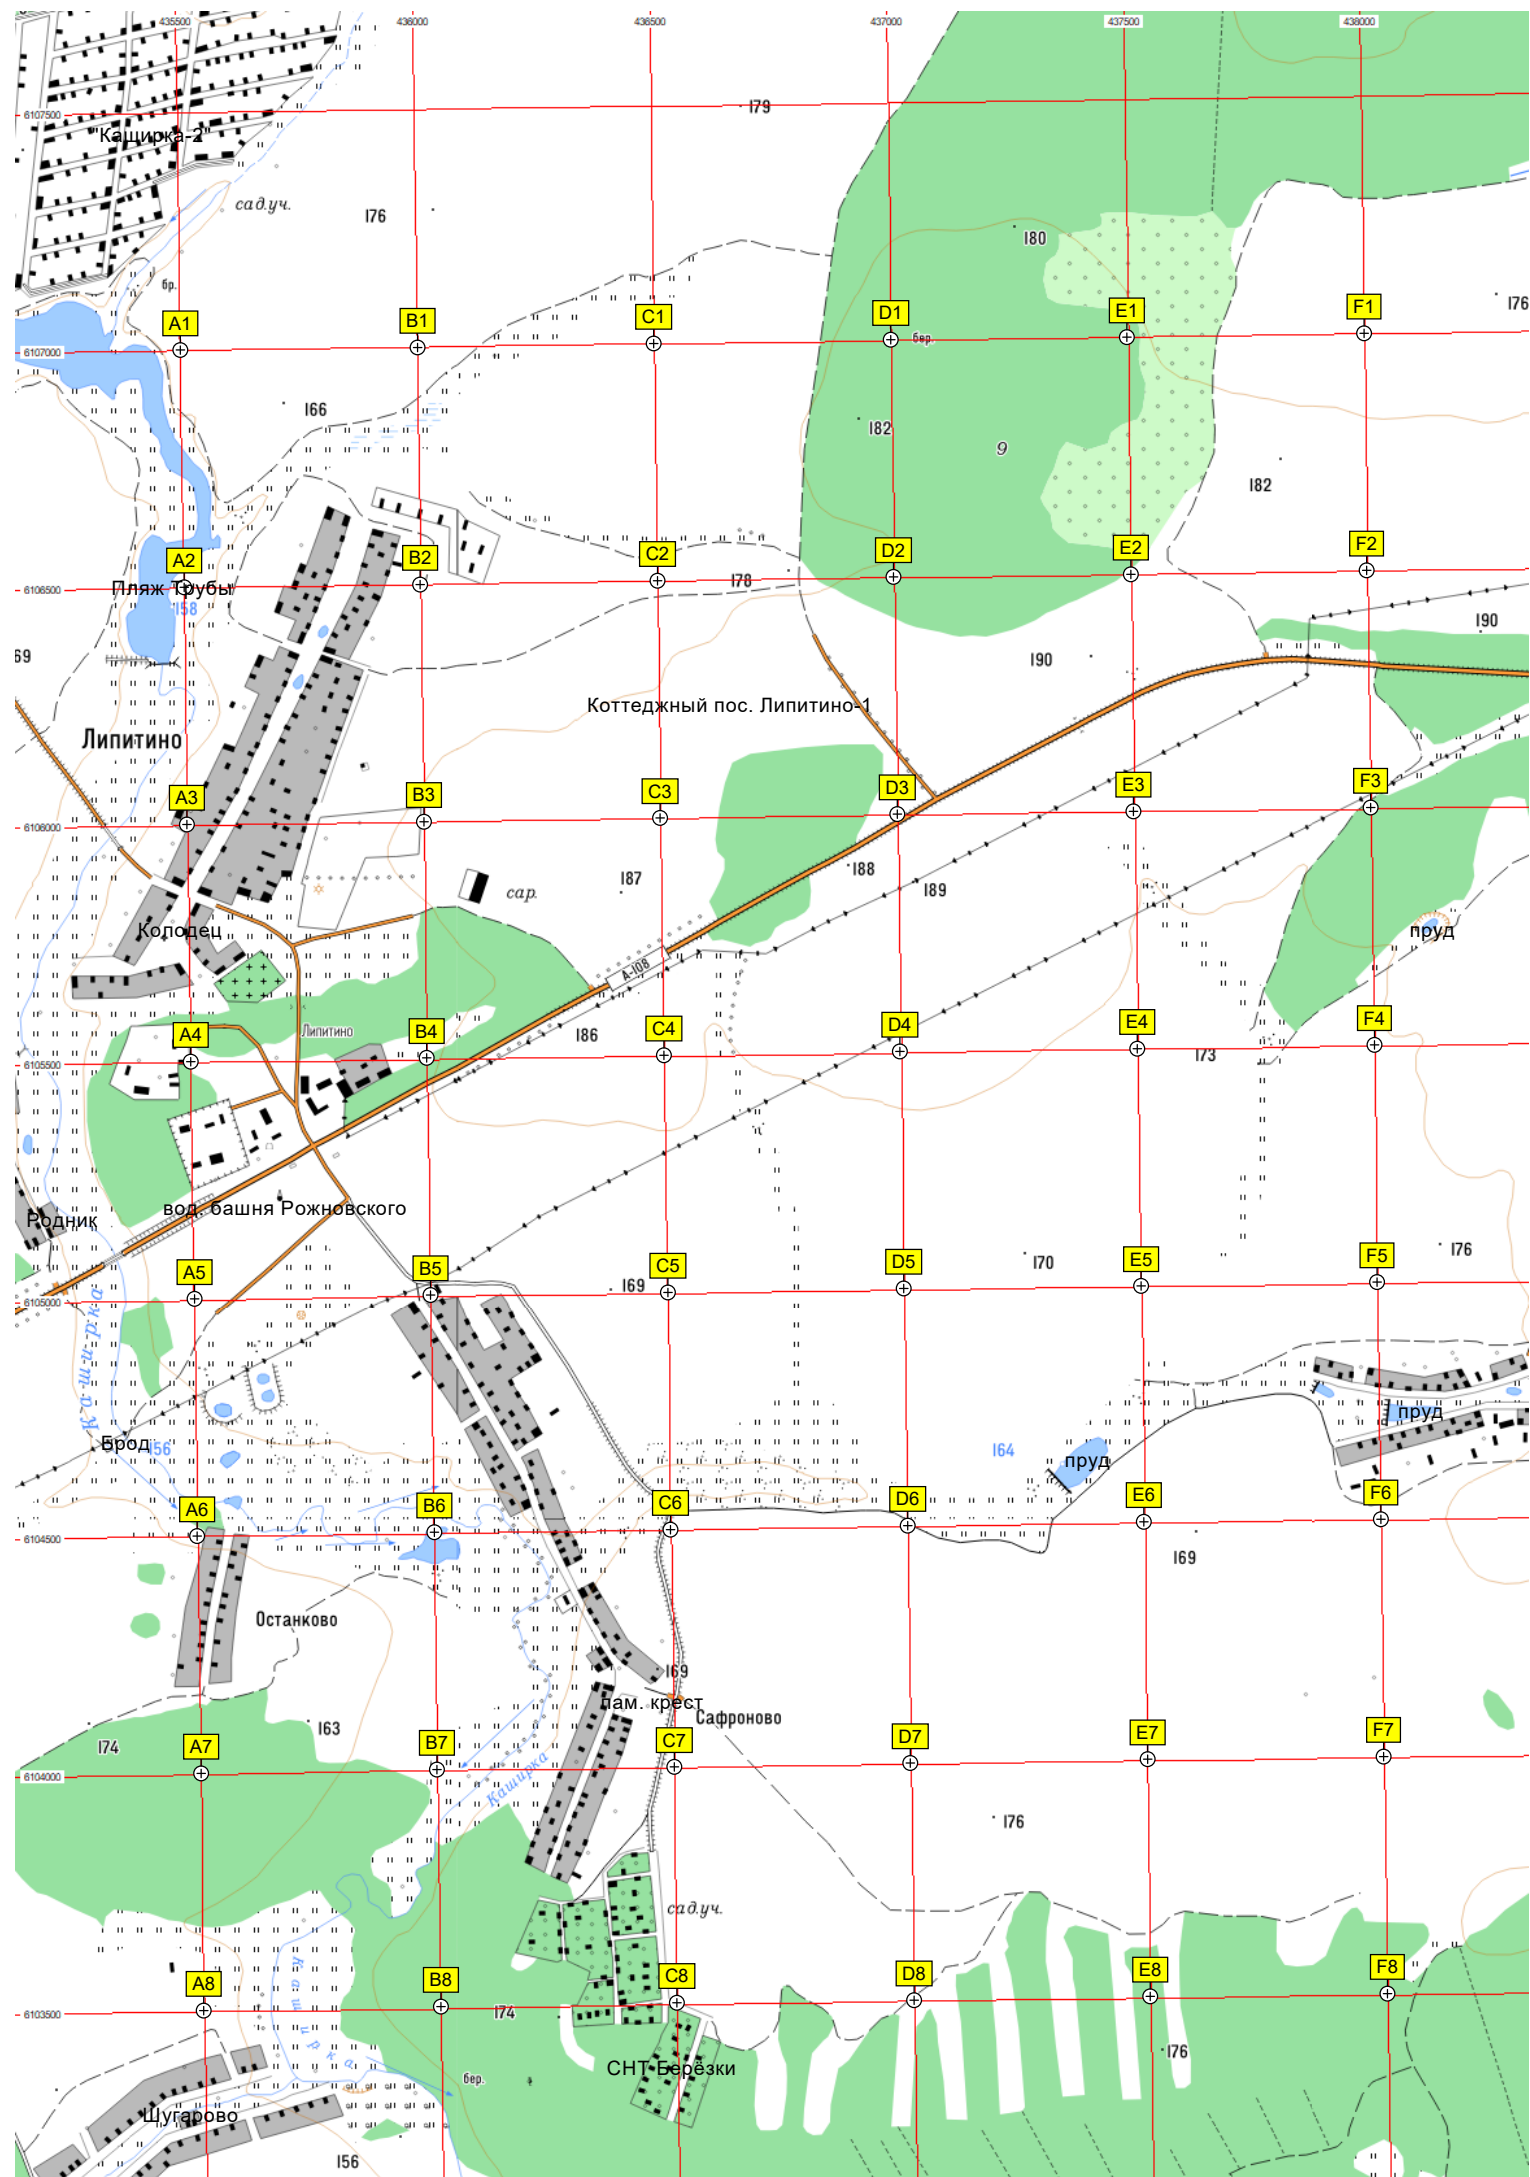 435500 436000 436500 437000 437500 438000
179
6107500
"Каширка-2"
сад.уч.
176
180
бр.
176
A1 B1 C1 D1 E1 F1
бер.
6107000
166
182
9
182
A2 B2 C2 D2 E2 F2
178
6106500
Пляж Трубы
158
190
69
190
Коттеджный пос. Липитино-1
Липитино
A3 B3 C3 D3 E3 F3
6106000
188
187
189
сар.
Колодец
пруд
А-108
Липитино
186
A4 B4 C4 D4 E4 F4
173
6105500
вод. башня Рожновского
Родник
170
176
A5 B5 C5 D5 E5 F5
169
6105000
Каширка
пруд
Брод
156
164
пруд
A6 B6 C6 D6 E6 F6
6104500
169
Останково
169
пам. крест
Сафроново
163
174
A7 B7 C7 D7 E7 F7
6104000
Каширка
176
сад.уч.
A8 B8 C8 D8 E8 F8
Каширка
6103500
174
176
СНТ Берёзки
бер.
Шугарово
156